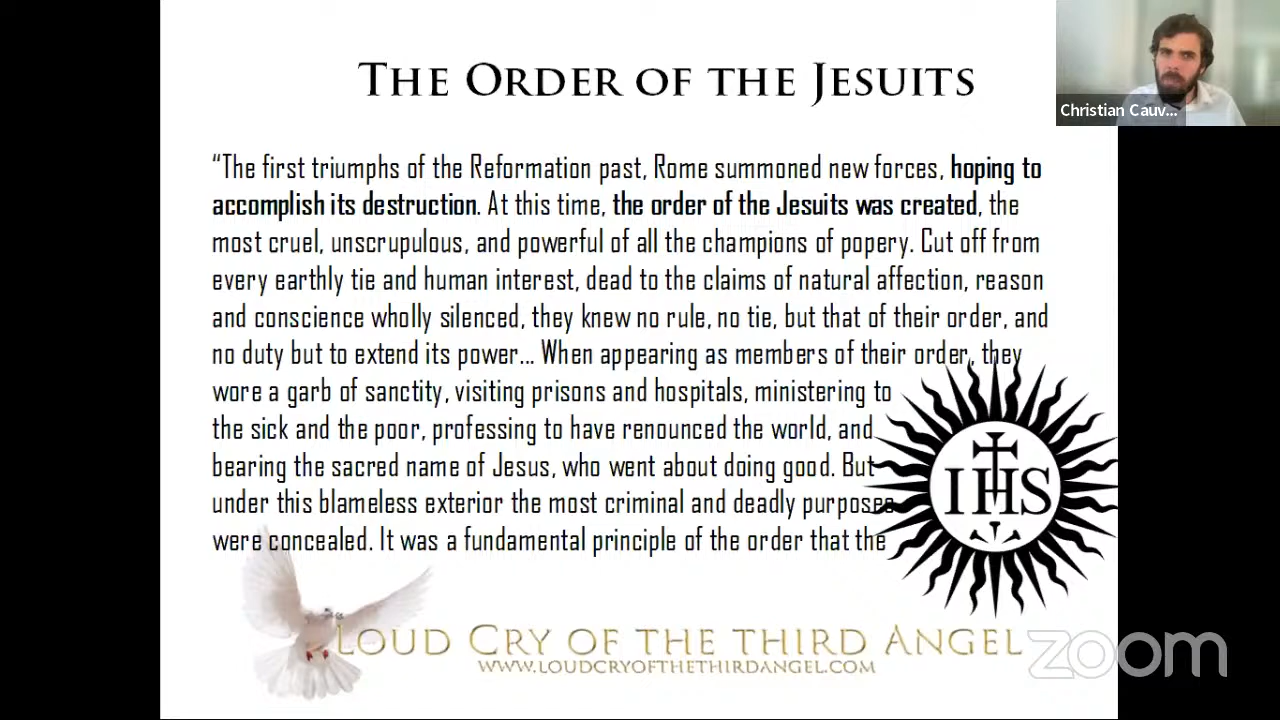 THE ORDER OF THE JESUITS
Christian Cauv...
“The first triumphs of the Reformation past, Rome summoned new forces, hoping to
accomplish its destruction. At this time, the order of the Jesuits was created, the
most cruel, unscrupulous, and powerful of all the champions of popery. Cut off from
every earthly tie and human interest, dead to the claims of natural affection, reason
and conscience wholly silenced, they knew no rule, no tie, but that of their order, and
no duty but to extend its power... When appearing as members of their order, they
wore a garb of sanctity, visiting prisons and hospitals, ministering to
the sick and the poor, professing to have renounced the world, and
bearing the sacred name of Jesus, who went about doing good. But
under this blameless exterior the most criminal and deadly purposes
were concealed. It was a fundamental principle of the order that the
IHS
LOUD CRY OF THE THIRD ANGEL
WWW.LOUDCRYOFTHETHIRDANGEL.COM
zoom